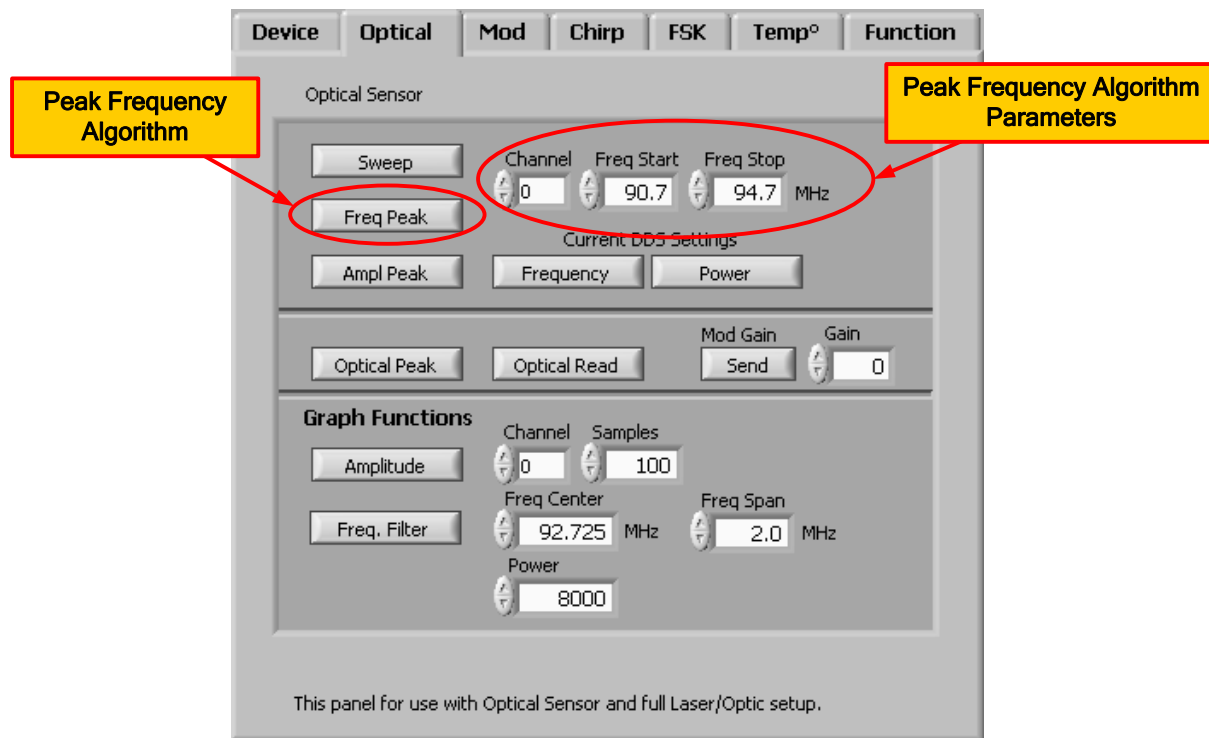 Device Optical Mod Chirp FSK Temp° Function
Peak Frequency
Algorithm
Optical Sensor
Peak Frequency Algorithm
Parameters
Sweep
Channel Freq Start Freq Stop
0 90.7 94.7 MHz
Freq Peak
Current DDS Settings
Ampl Peak Frequency Power
Mod Gain Gain
Optical Peak Optical Read Send 0
Graph Functions
Channel Samples
Amplitude 0 100
Freq Center Freq Span
Freq. Filter 92.725 MHz 2.0 MHz
Power
8000
This panel for use with Optical Sensor and full Laser/Optic setup.